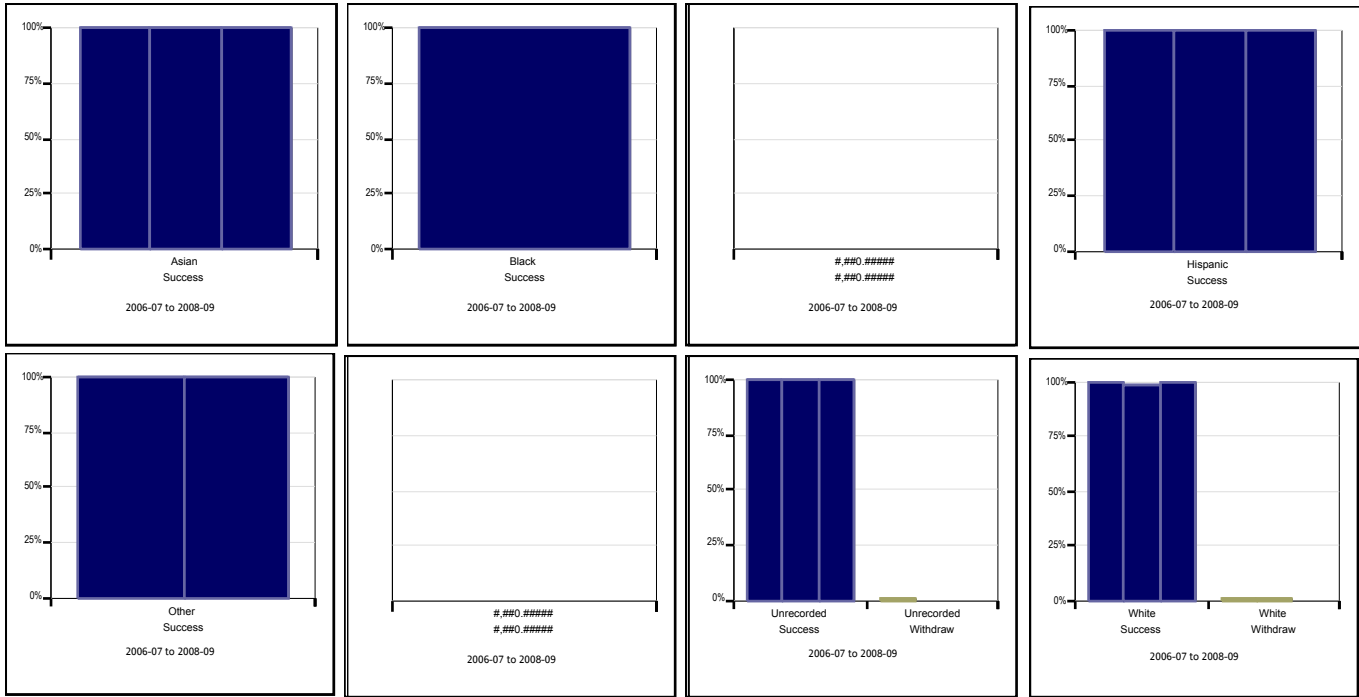 100%
75%
50%
25%
0%
Asian
Success
2006-07 to 2008-09
100%
75%
50%
25%
0%
Black
Success
2006-07 to 2008-09
#,##0.#####
#,##0.#####
2006-07 to 2008-09
100%
75%
50%
25%
0%
Hispanic
Success
2006-07 to 2008-09
100%
75%
50%
25%
0%
Other
Success
2006-07 to 2008-09
#,##0.#####
#,##0.#####
2006-07 to 2008-09
100%
75%
50%
25%
0%
Unrecorded Unrecorded
Success Withdraw
2006-07 to 2008-09
100%
75%
50%
25%
0%
White White
Success Withdraw
2006-07 to 2008-09